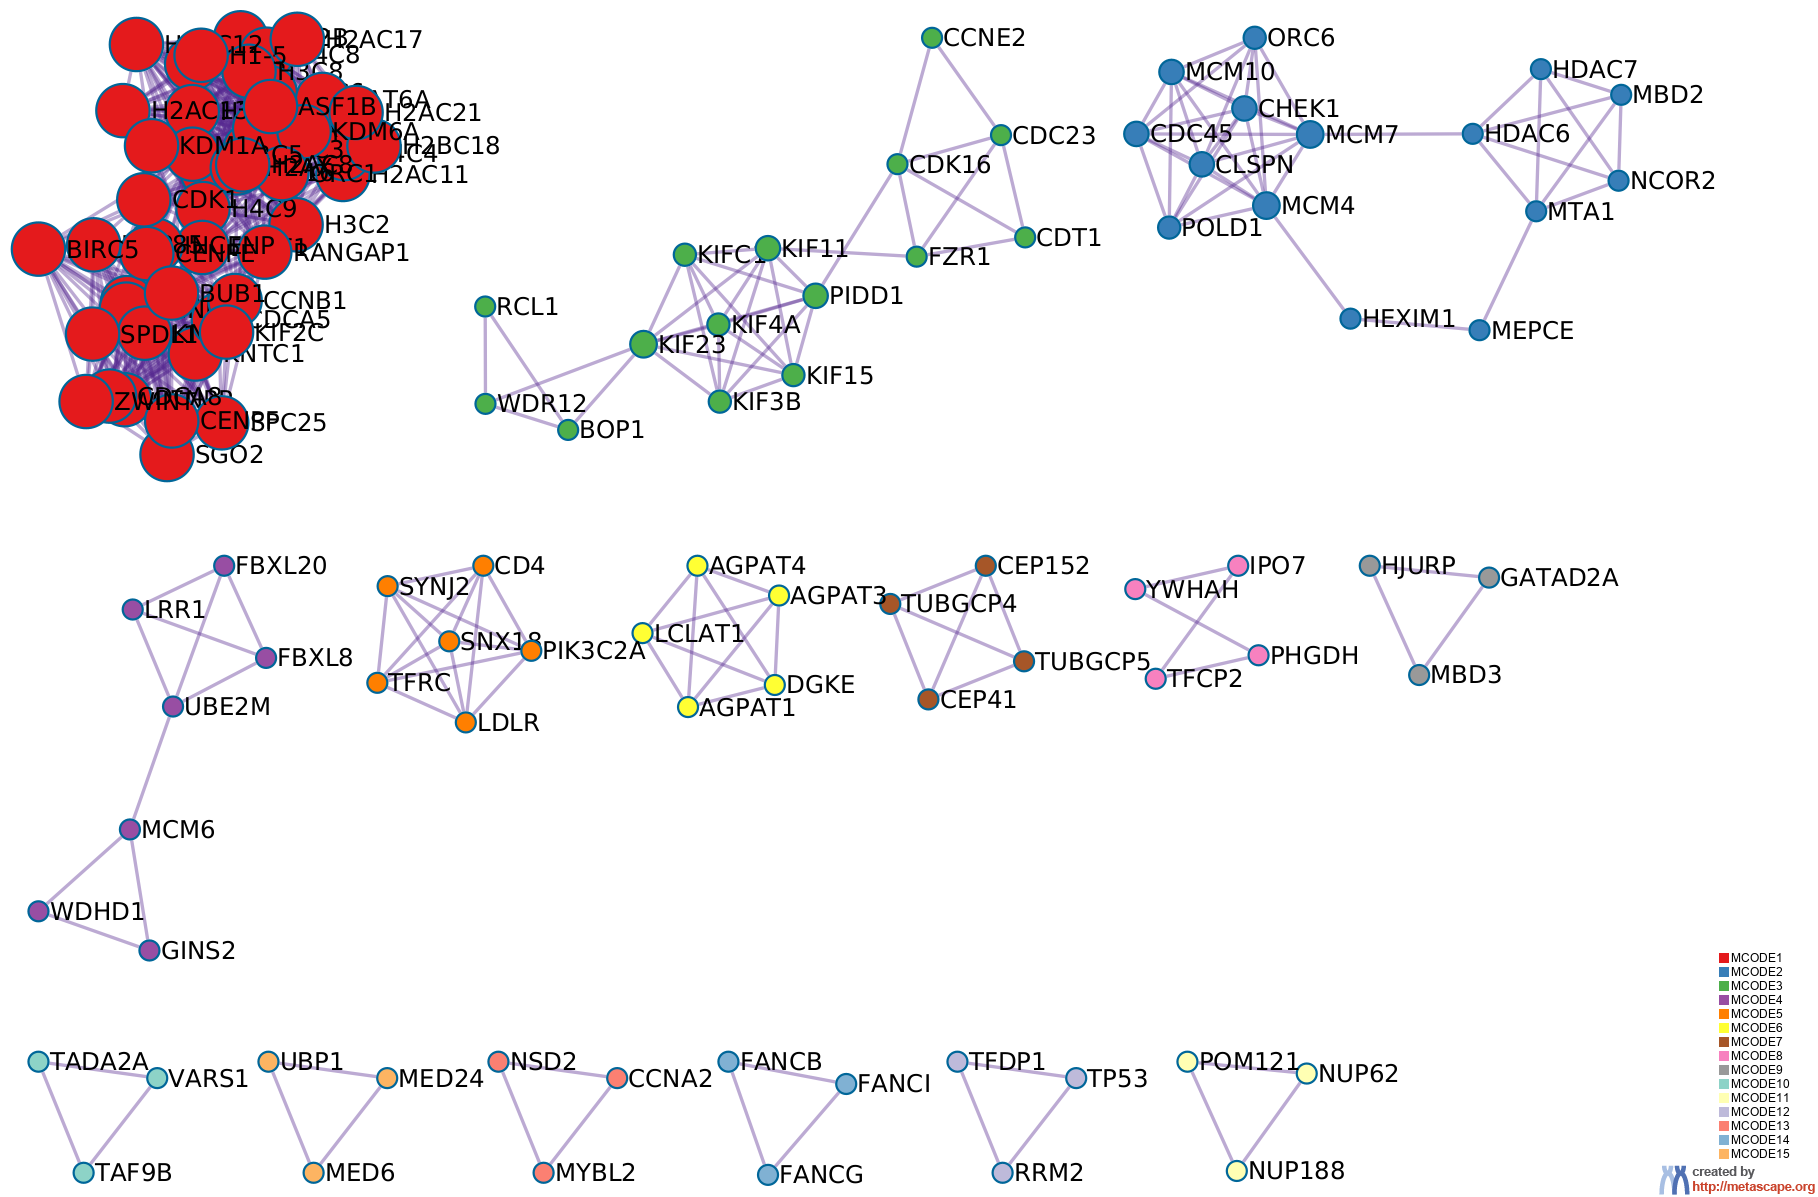 H2AC17
H1-5
H3C8
ASF1B
H2AC21
KDM6A
H2BC18
KDM1A
H2AC11
CDK1
H4C9
H3C2
BIRC5
CENPE
RANGAP1
BUB1
CCNB1
CDCA5
SPDL1
KIF2C
KNTC1
ZWINT
CDCA8
CENPF
SPC25
SGO2
CCNE2
CDC23
CDK16
CDT1
FZR1
KIFC1
KIF11
PIDD1
RCL1
KIF4A
KIF23
KIF15
WDR12
KIF3B
BOP1
ORC6
MCM10
CHEK1
CDC45
MCM7
CLSPN
MCM4
POLD1
HDAC7
MBD2
HDAC6
NCOR2
MTA1
HEXIM1
MEPCE
FBXL20
LRR1
FBXL8
UBE2M
MCM6
WDHD1
GINS2
CD4
SYNJ2
SNX18
PIK3C2A
TFRC
LDLR
AGPAT4
AGPAT3
LCLAT1
DGKE
AGPAT1
CEP152
TUBGCP4
TUBGCP5
CEP41
IPO7
YWHAH
PHGDH
TFCP2
HJURP
GATAD2A
MBD3
TADA2A
VARS1
TAF9B
UBP1
MED24
MED6
NSD2
CCNA2
MYBL2
FANCB
FANCI
FANCG
TFDP1
TP53
RRM2
POM121
NUP62
NUP188
MCODE1
MCODE2
MCODE3
MCODE4
MCODE5
MCODE6
MCODE7
MCODE8
MCODE9
MCODE10
MCODE11
MCODE12
MCODE13
MCODE14
MCODE15
created by
http://metascape.org